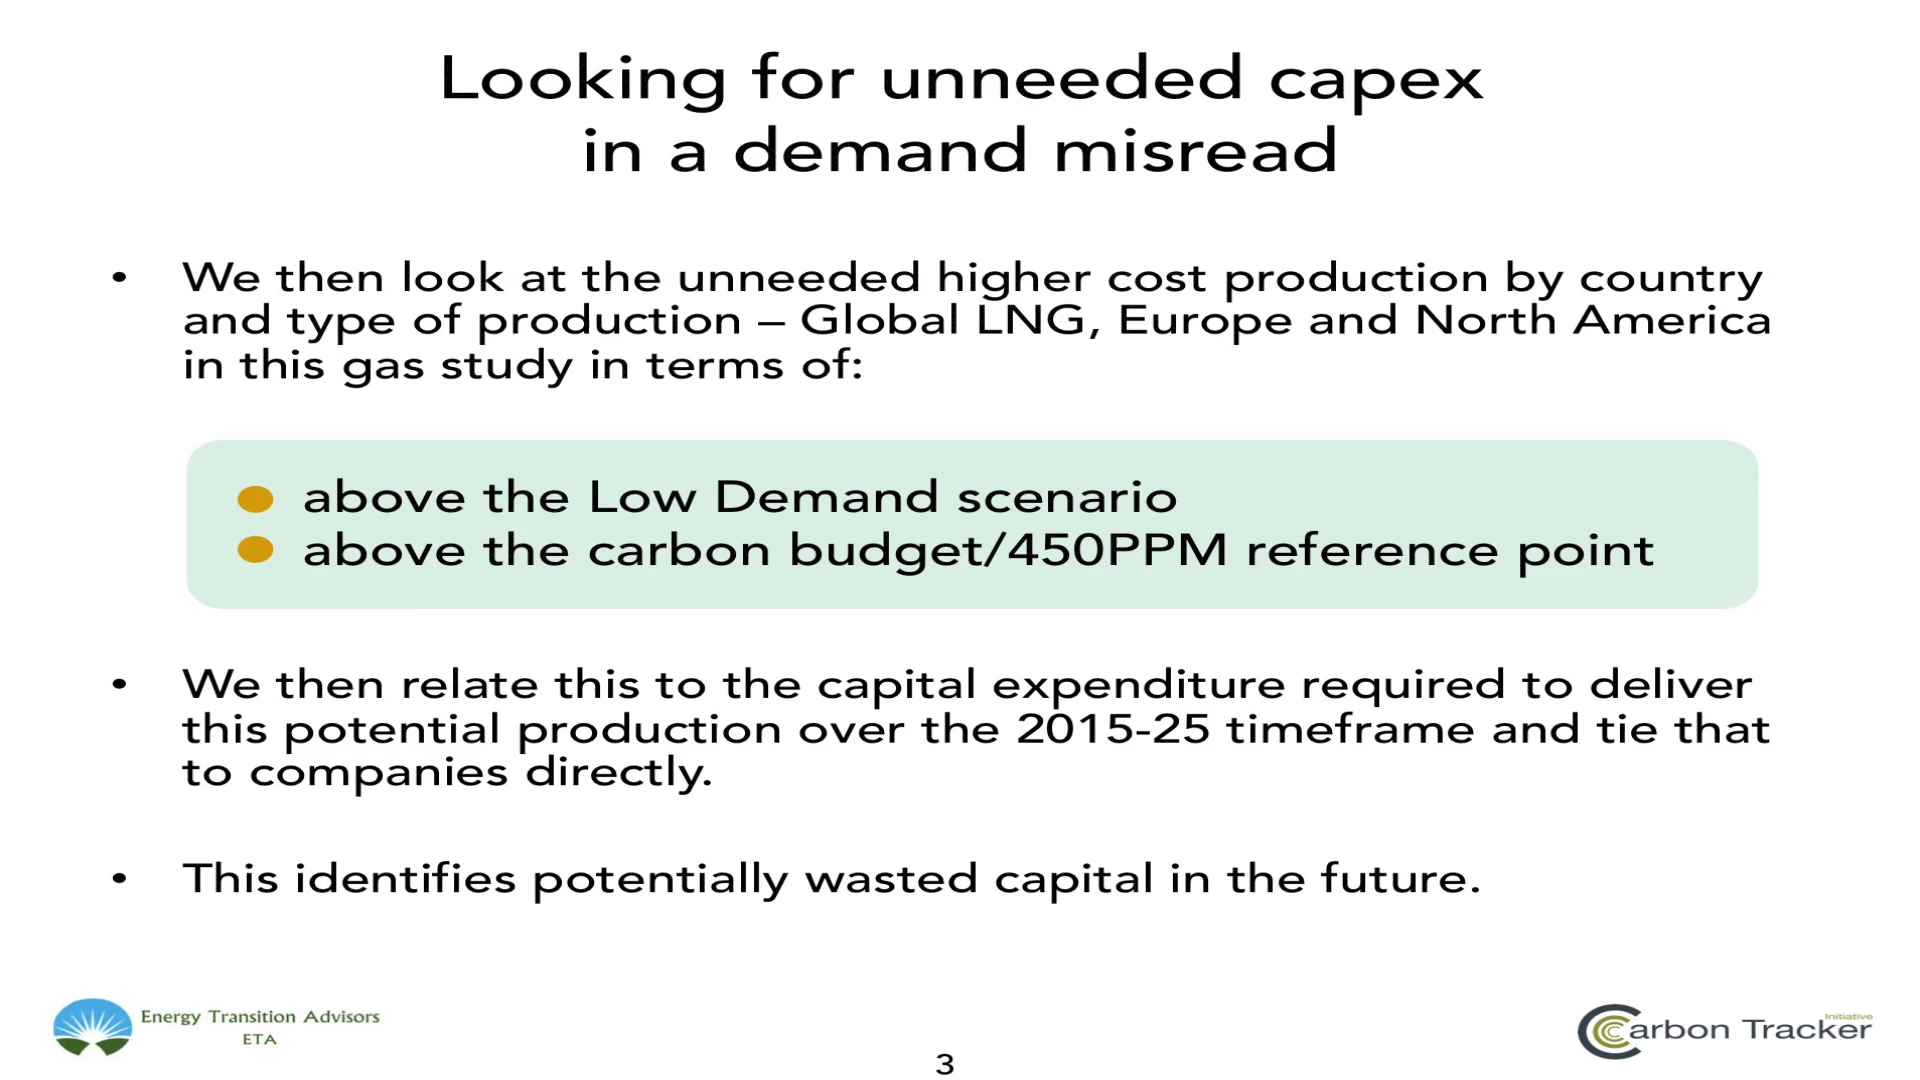 Looking for unneeded capex
in a demand misread
• We then look at the unneeded higher cost production by country
and type of production – Global LNG, Europe and North America
in this gas study in terms of:
above the Low Demand scenario
above the carbon budget/450PPM reference point
• We then relate this to the capital expenditure required to deliver
this potential production over the 2015-25 timeframe and tie that
to companies directly.
• This identifies potentially wasted capital in the future.
Energy Transition Advisors
ETA
Initiative
Carbon Tracker
3